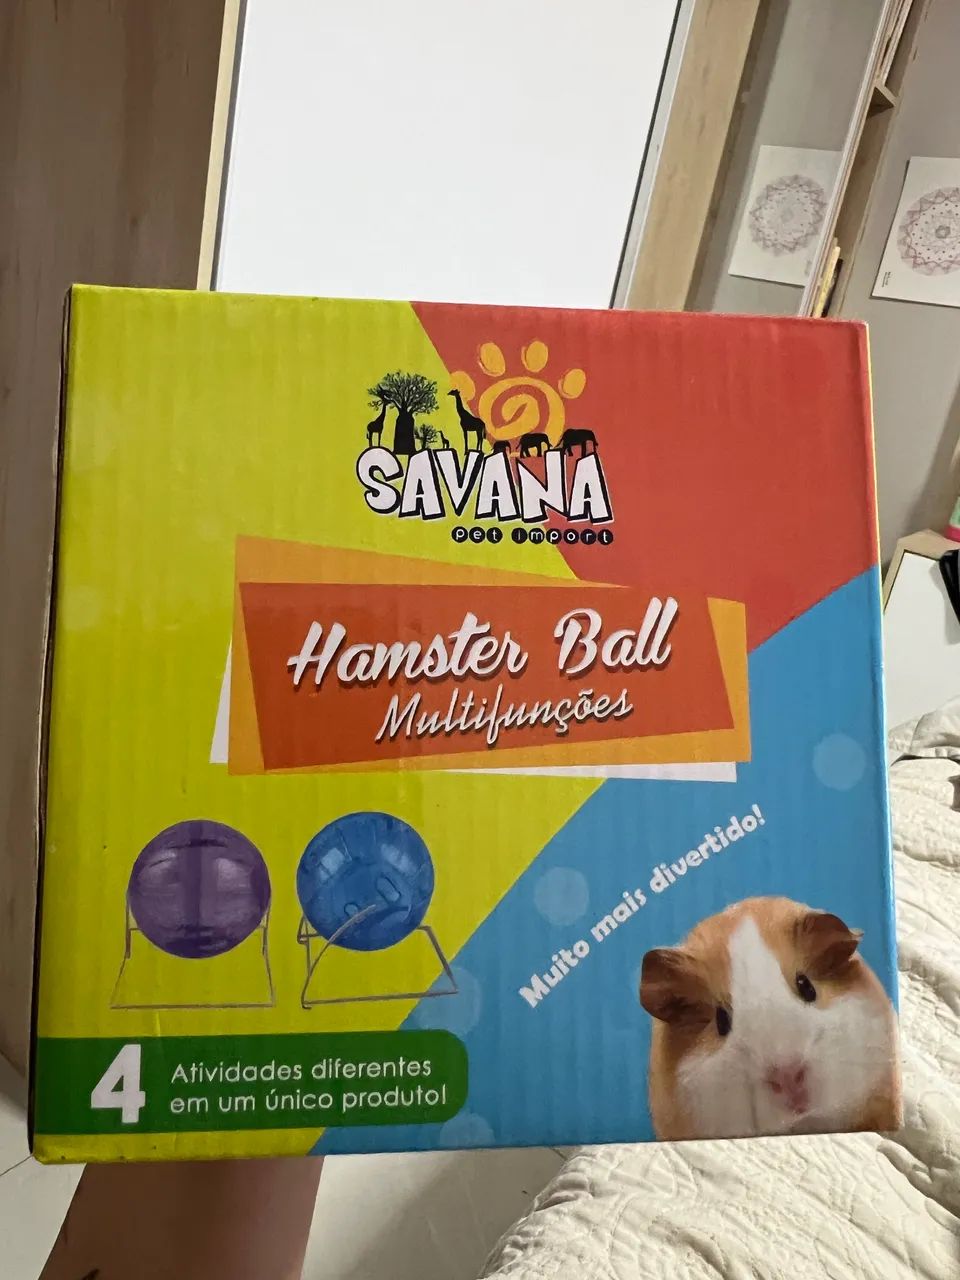 SAVANA
pet import
Hamster Ball
Multifunções
Muito mais divertido!
4 Atividades diferentes
em um único produto!